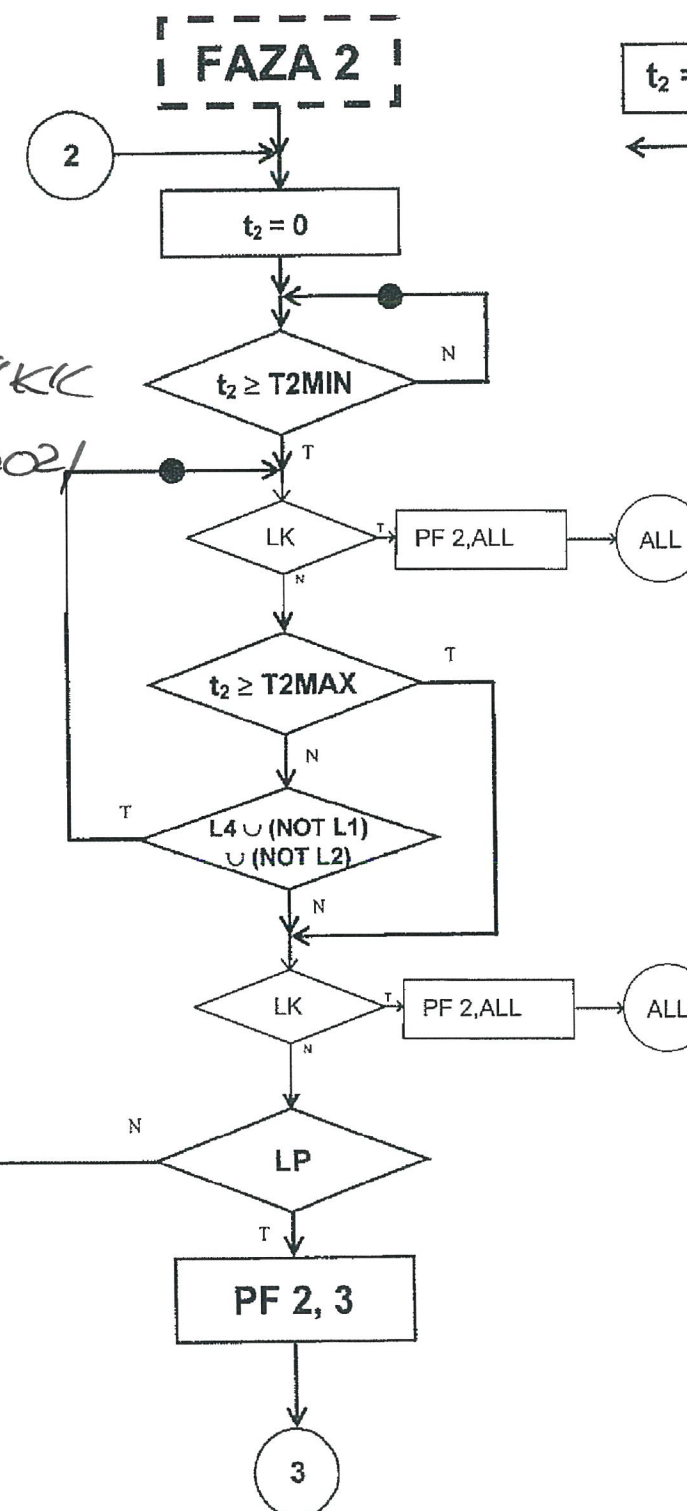 FAZA 2
t₂ =
2
t₂ = 0
N
t₂ ≥ T2MIN
T
LK
T
PF 2,ALL
ALL
N
T
t₂ ≥ T2MAX
N
T
L4 ∪ (NOT L1)
∪ (NOT L2)
N
LK
T
PF 2,ALL
ALL
N
N
LP
T
PF 2, 3
3